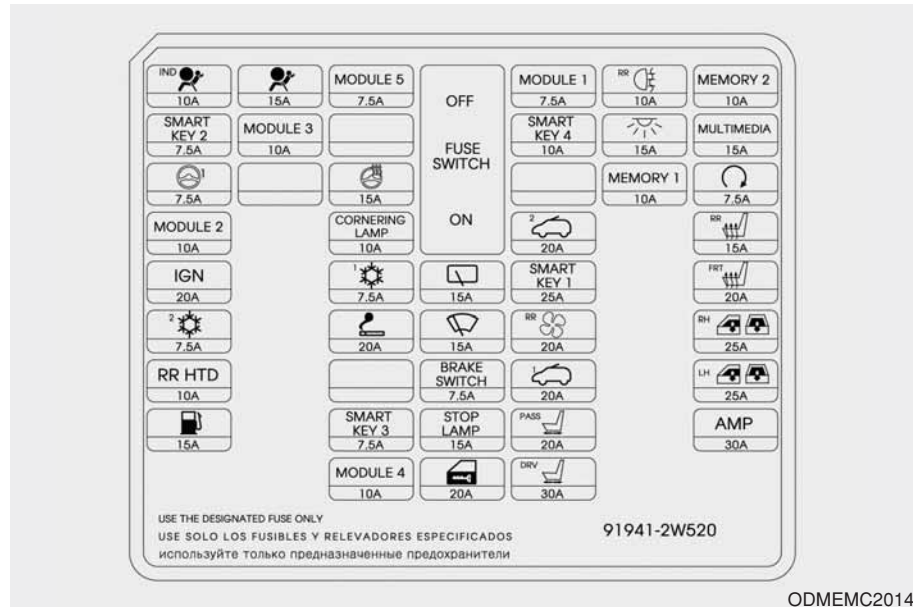 IND
10A
15A
MODULE 5
7.5A
OFF
FUSE
SWITCH
ON
MODULE 1
7.5A
RR
10A
MEMORY 2
10A
SMART
KEY 2
7.5A
MODULE 3
10A
SMART
KEY 4
10A
15A
MULTIMEDIA
15A
1
7.5A
15A
MEMORY 1
10A
7.5A
MODULE 2
10A
CORNERING
LAMP
10A
2
20A
RR
15A
IGN
20A
1
7.5A
15A
SMART
KEY 1
25A
FRT
20A
2
7.5A
20A
15A
RR
20A
RH
25A
RR HTD
10A
BRAKE
SWITCH
7.5A
1
20A
LH
25A
15A
SMART
KEY 3
7.5A
STOP
LAMP
15A
PASS
20A
AMP
30A
MODULE 4
10A
20A
DRV
30A
USE THE DESIGNATED FUSE ONLY
USE SOLO LOS FUSIBLES Y RELEVADORES ESPECIFICADOS
используйте только предназначенные предохранители
91941-2W520
ODMEMC2014